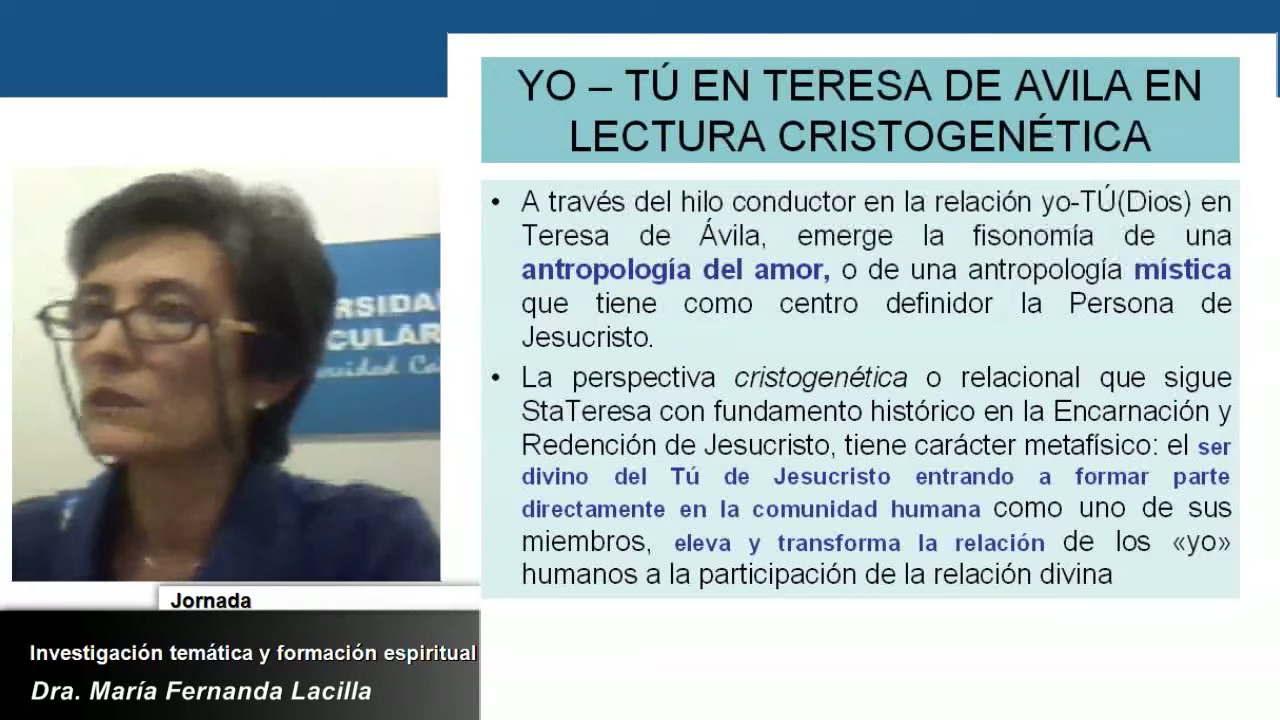 YO – TÚ EN TERESA DE AVILA EN
LECTURA CRISTOGENÉTICA
• A través del hilo conductor en la relación yo-TÚ(Dios) en
Teresa de Ávila, emerge la fisonomía de una
antropología del amor, o de una antropología mística
que tiene como centro definidor la Persona de
Jesucristo.
• La perspectiva cristogenética o relacional que sigue
StaTeresa con fundamento histórico en la Encarnación y
Redención de Jesucristo, tiene carácter metafísico: el ser
divino del Tú de Jesucristo entrando a formar parte
directamente en la comunidad humana como uno de sus
miembros, eleva y transforma la relación de los «yo»
humanos a la participación de la relación divina
RSIDA
CULAR
Jornada
Investigación temática y formación espiritual
Dra. María Fernanda Lacilla